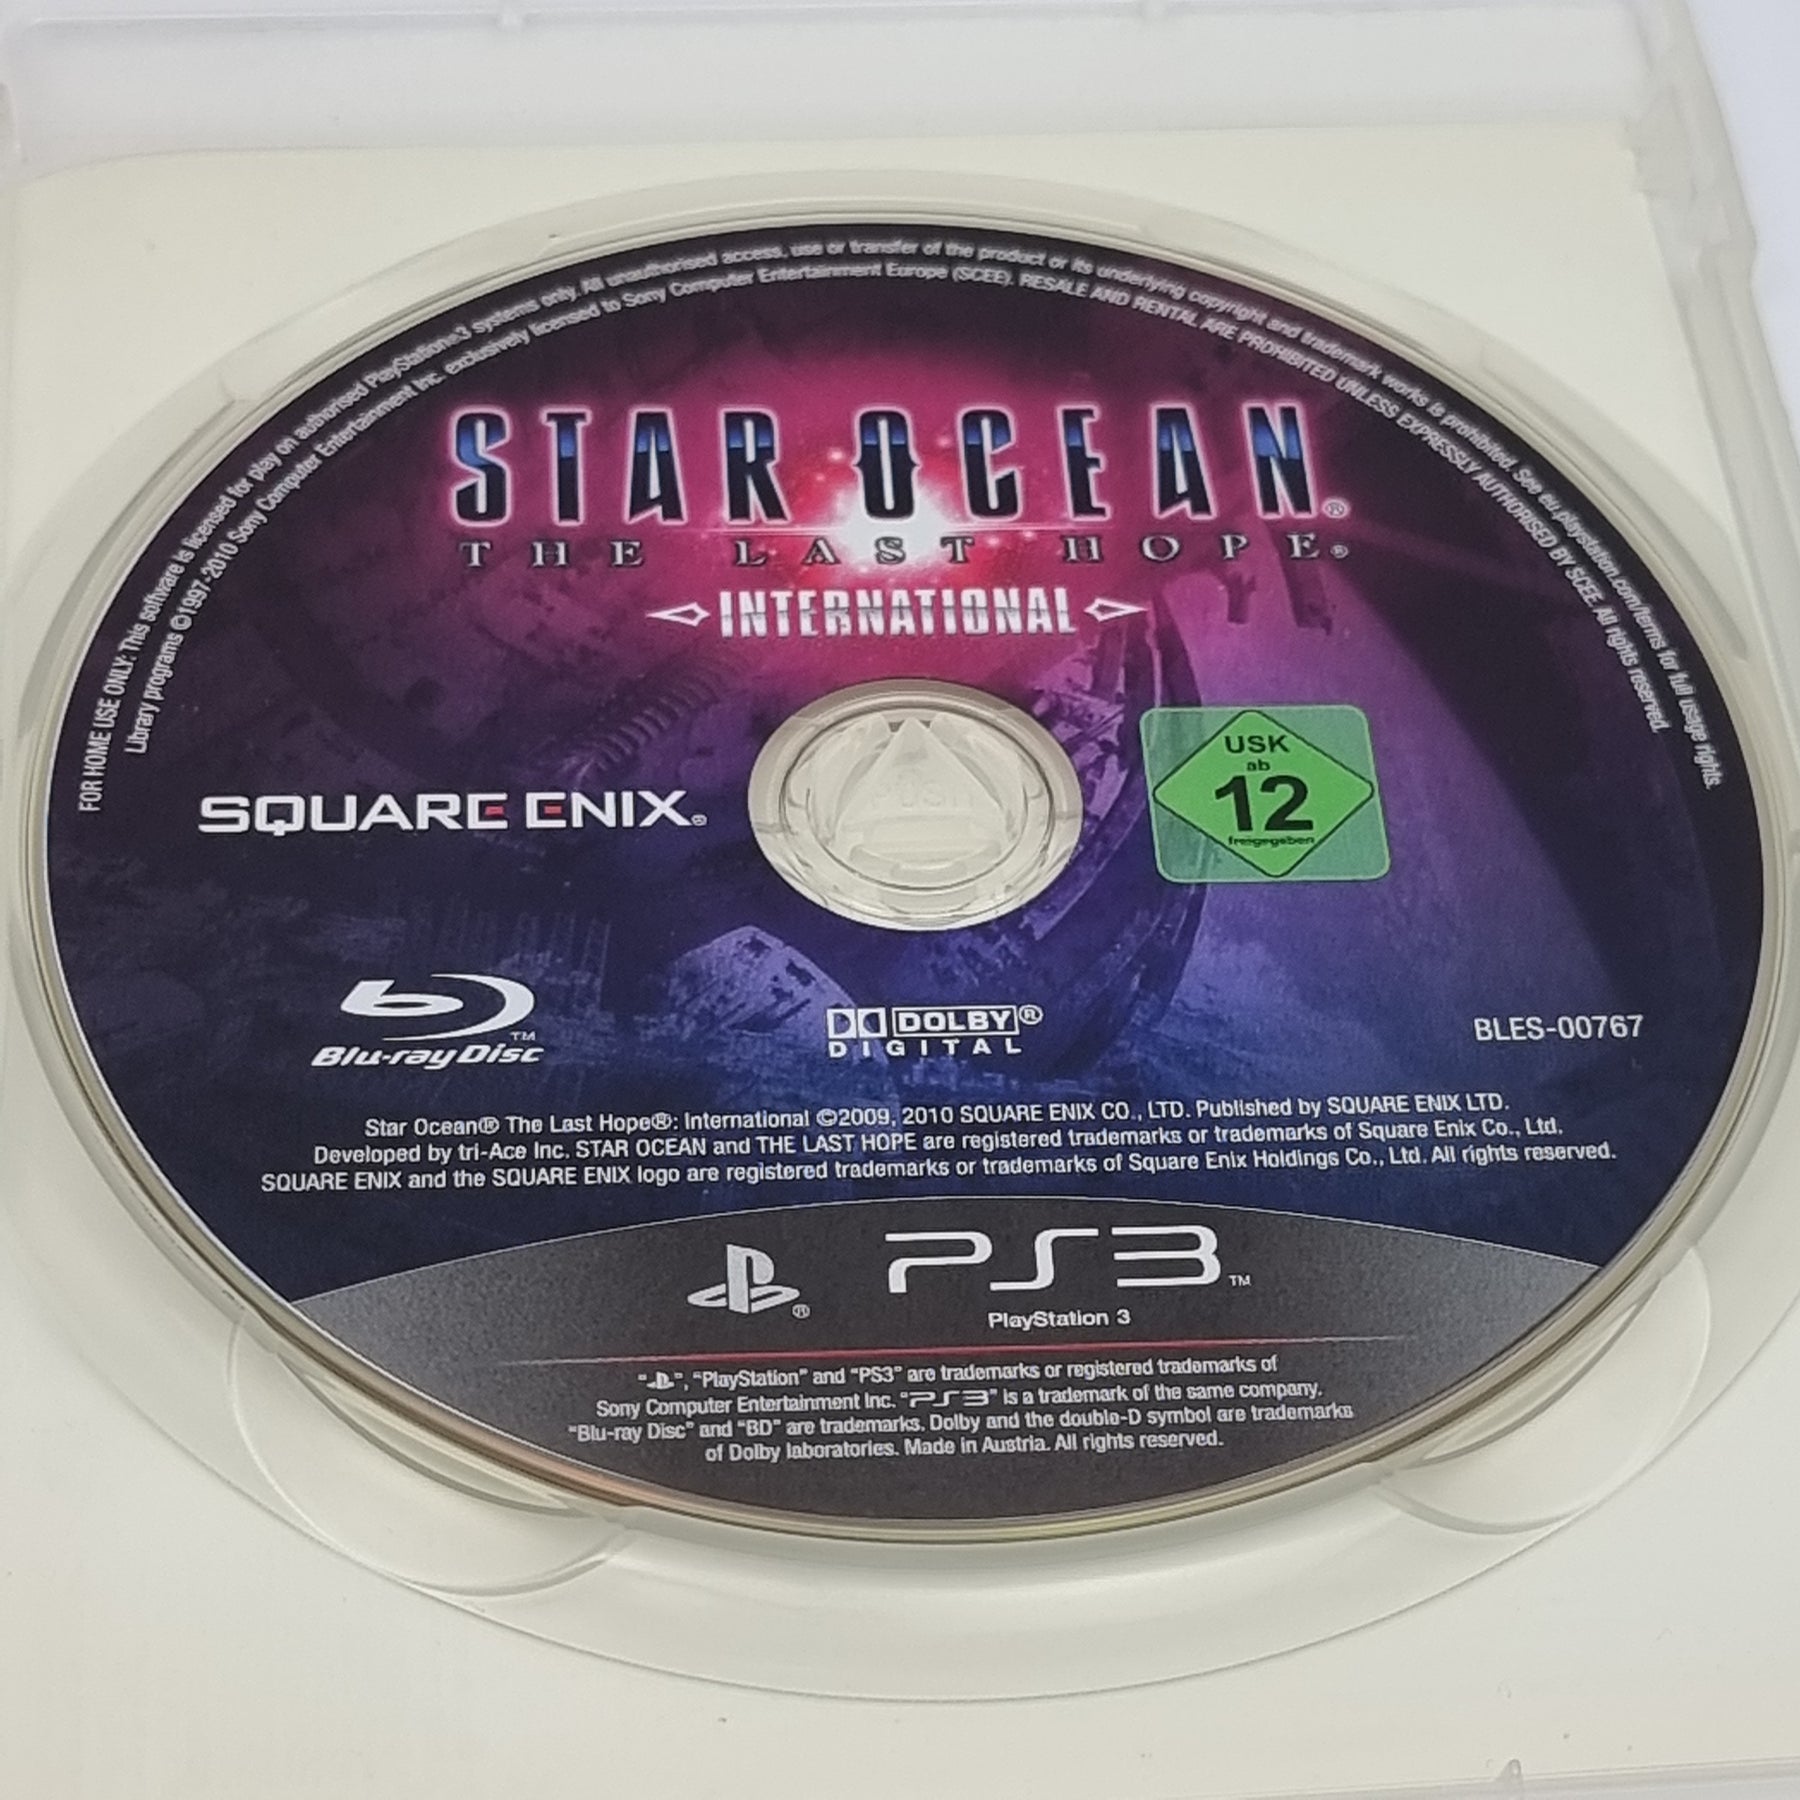 FOR HOME USE ONLY: This software is licensed for play on authorised PlayStation®3 systems only. All unauthorised access, use or transfer of the product or its underlying copyright and trademark works is prohibited. See eu.playstation.com/terms for full usage rights.
Library programs ©1997-2010 Sony Computer Entertainment Inc. exclusively licensed to Sony Computer Entertainment Europe (SCEE). RESALE AND RENTAL ARE PROHIBITED UNLESS EXPRESSLY AUTHORISED BY SCEE. All rights reserved.
STAR OCEAN®
THE LAST HOPE®
INTERNATIONAL
SQUARE ENIX®
USK
ab
12
freigegeben
Blu-ray Disc™
DOLBY®
DIGITAL
BLES-00767
Star Ocean® The Last Hope®: International ©2009, 2010 SQUARE ENIX CO., LTD. Published by SQUARE ENIX LTD.
Developed by tri-Ace Inc. STAR OCEAN and THE LAST HOPE are registered trademarks or trademarks of Square Enix Co., Ltd.
SQUARE ENIX and the SQUARE ENIX logo are registered trademarks or trademarks of Square Enix Holdings Co., Ltd. All rights reserved.
® PS3™
PlayStation 3
" ", "PlayStation" and "PS3" are trademarks or registered trademarks of
Sony Computer Entertainment Inc. "PS3" is a trademark of the same company.
"Blu-ray Disc" and "BD" are trademarks. Dolby and the double-D symbol are trademarks
of Dolby laboratories. Made in Austria. All rights reserved.